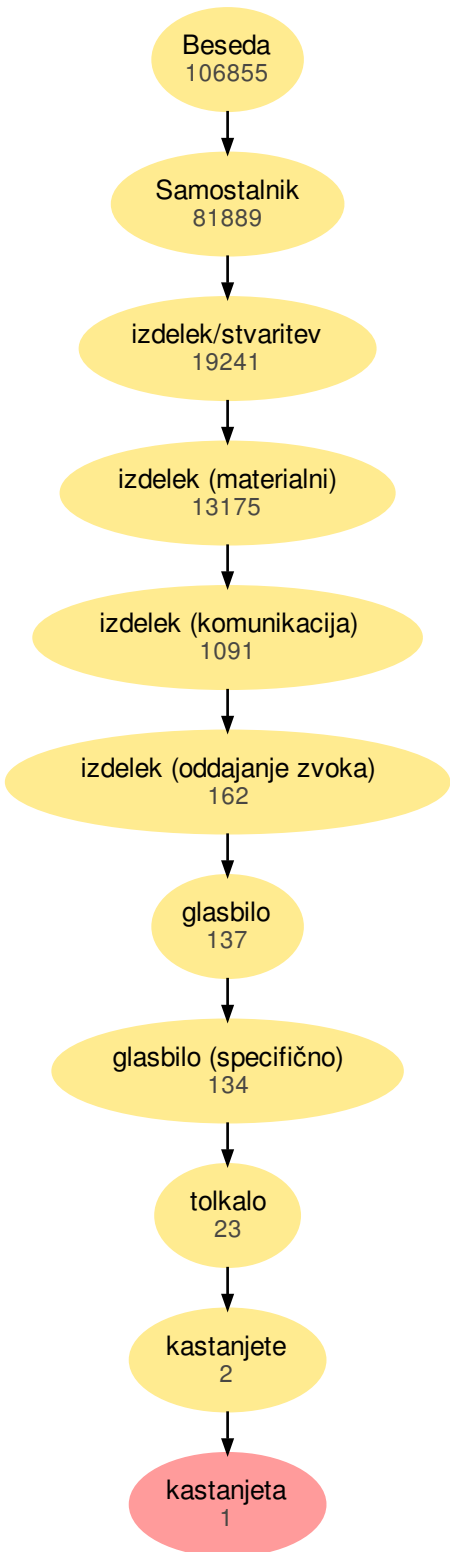 Beseda
106855
Samostalnik
81889
izdelek/stvaritev
19241
izdelek (materialni)
13175
izdelek (komunikacija)
1091
izdelek (oddajanje zvoka)
162
glasbilo
137
glasbilo (specifično)
134
tolkalo
23
kastanjete
2
kastanjeta
1